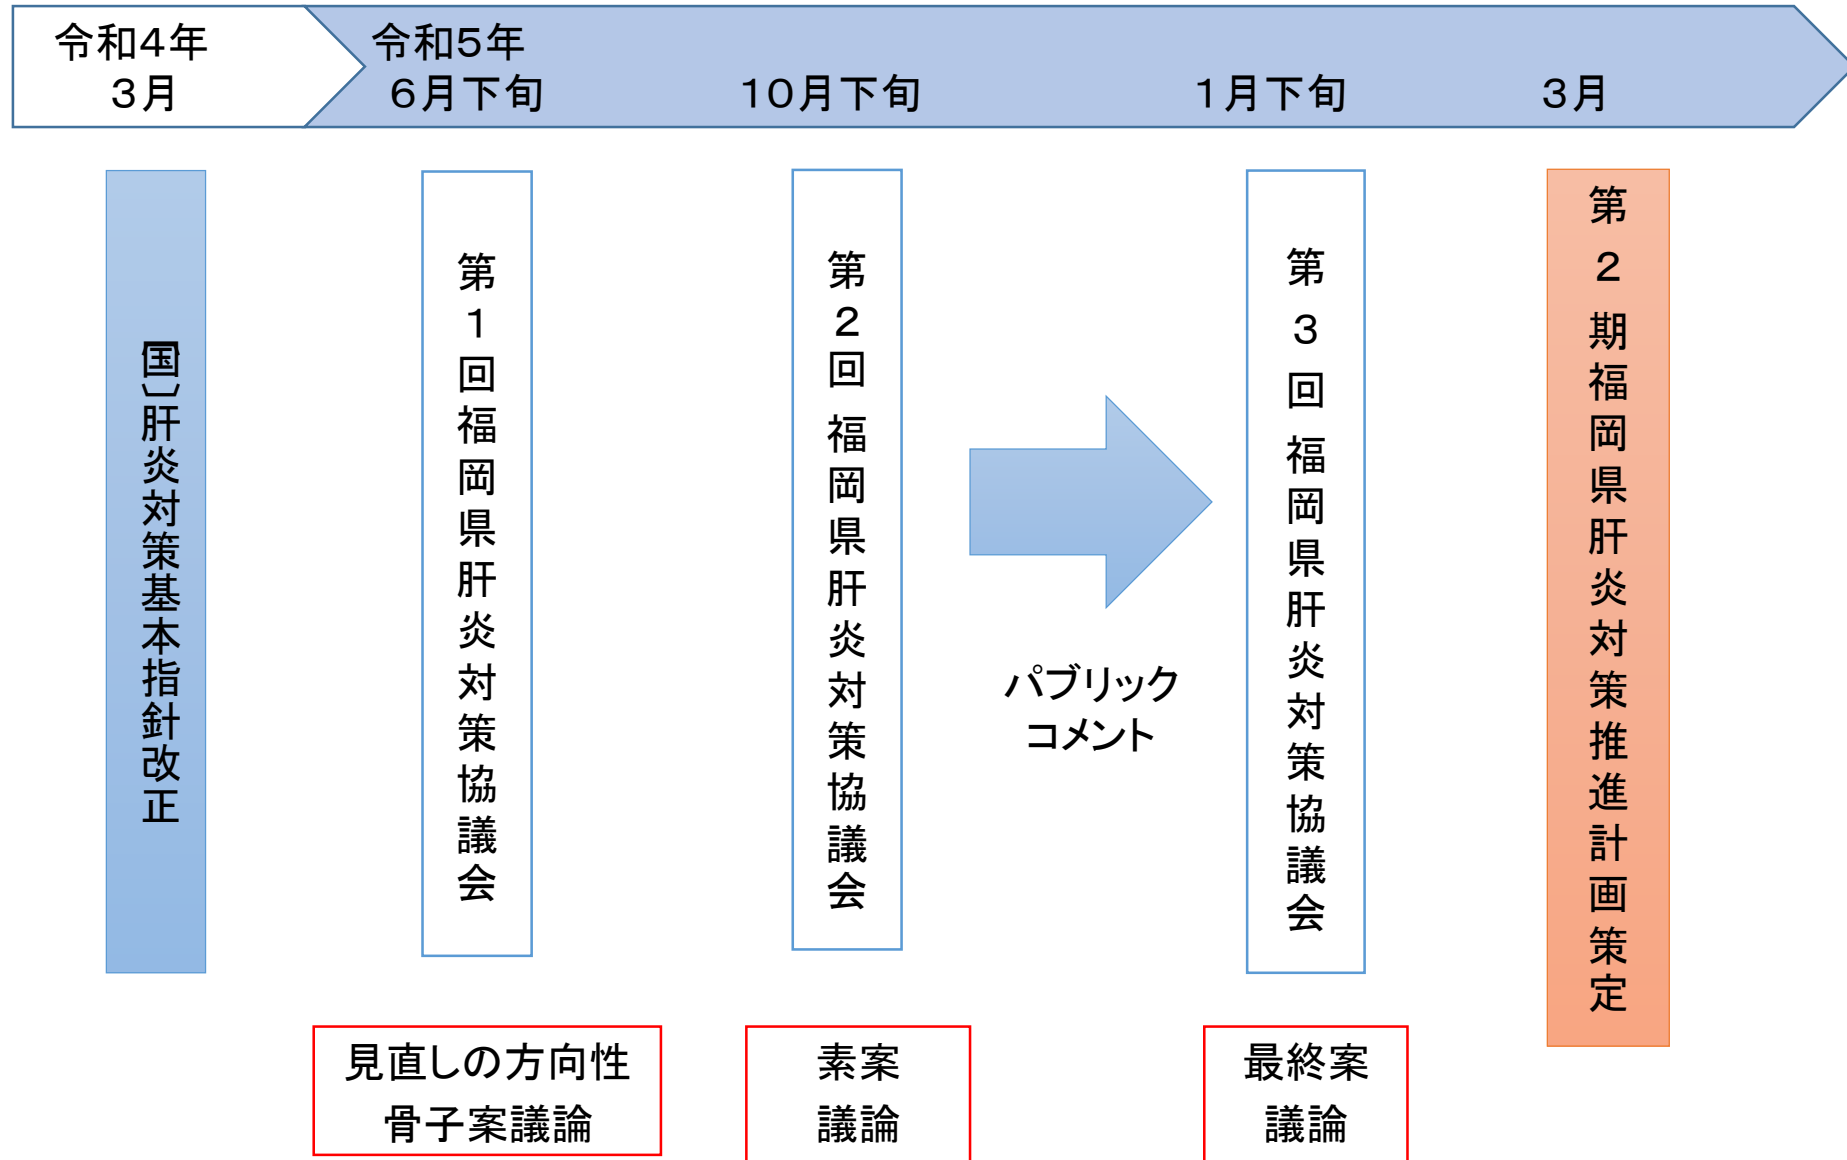 令和4年
3月
令和5年
6月下旬
10月下旬
1月下旬
3月
国〕肝炎対策基本指針改正
第1回福岡県肝炎対策協議会
第2回福岡県肝炎対策協議会
パブリック
コメント
第3回福岡県肝炎対策協議会
第2期福岡県肝炎対策推進計画策定
見直しの方向性
骨子案議論
素案
議論
最終案
議論